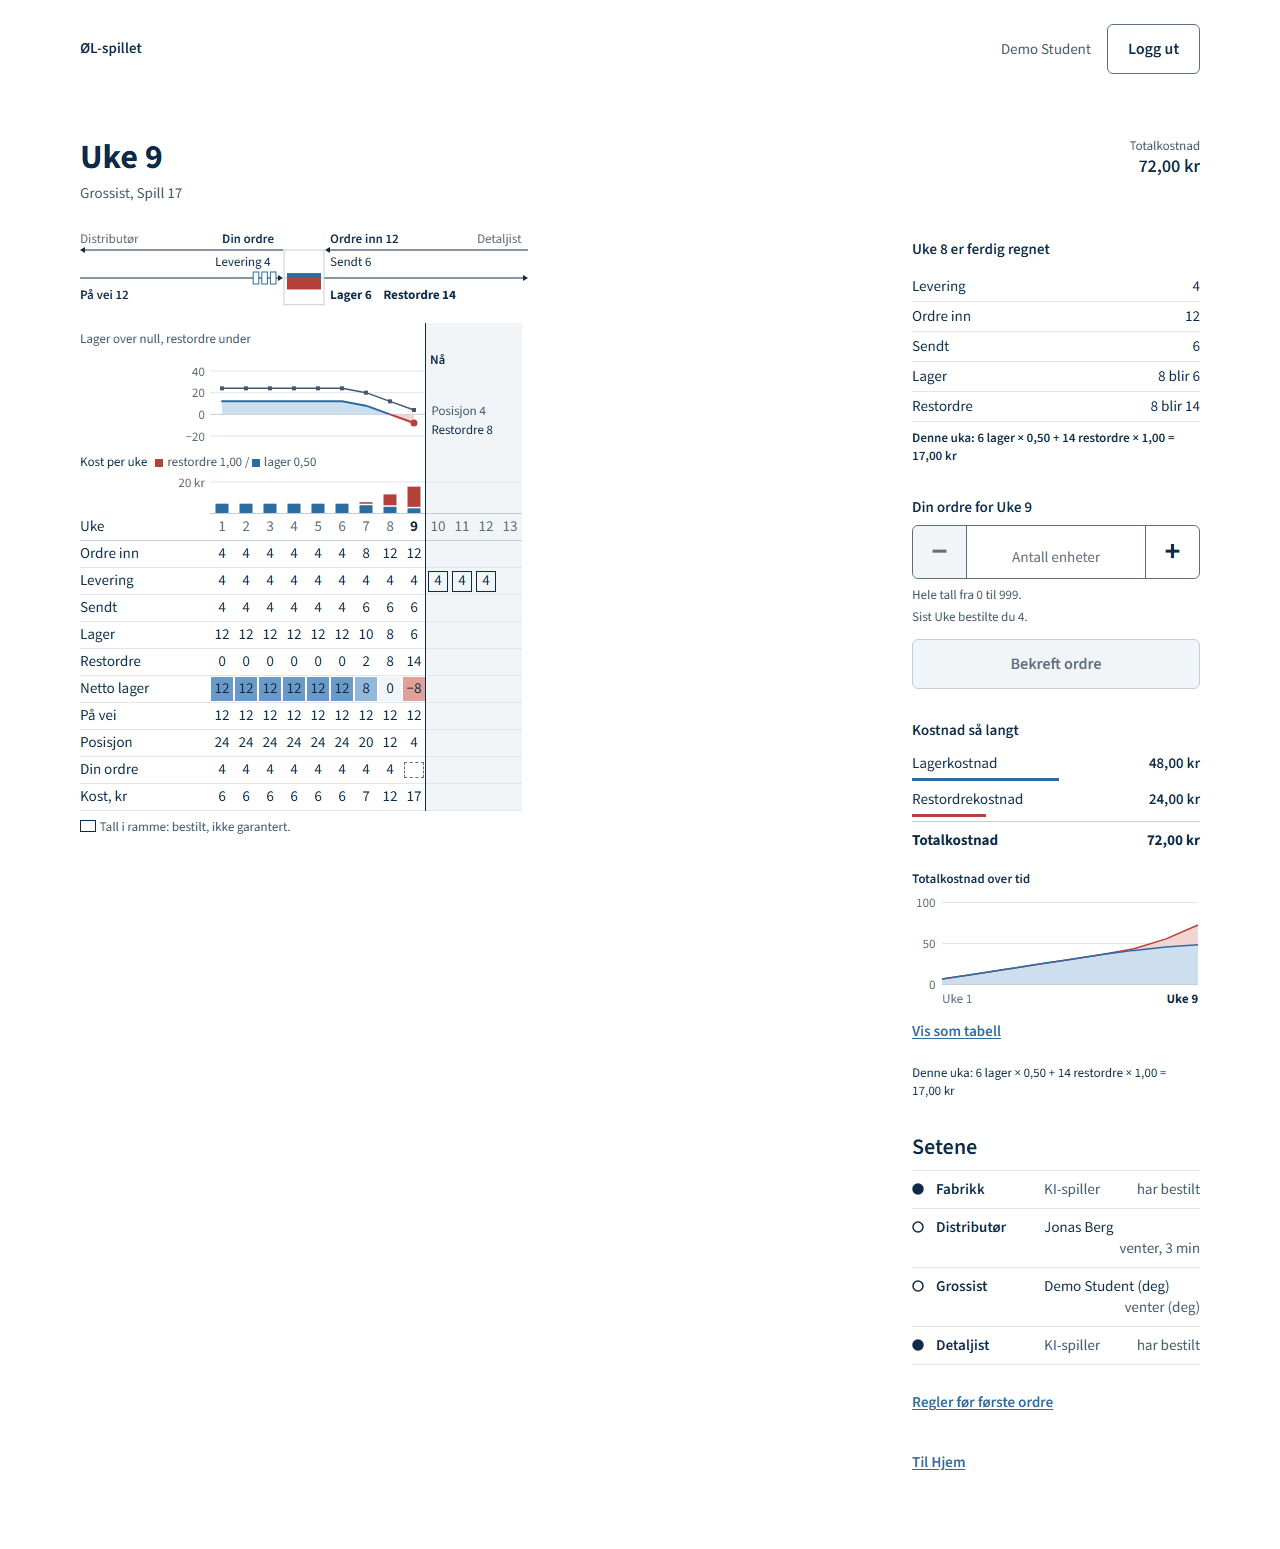 ØL-spillet
Demo Student
Logg ut
Uke 9
Totalkostnad
72,00 kr
Grossist, Spill 17
Distributør Din ordre Ordre inn 12 Detaljist
Levering 4 Sendt 6
På vei 12 Lager 6 Restordre 14
Lager over null, restordre under
Nå
40
20
0
−20
Posisjon 4
Restordre 8
Kost per uke restordre 1,00 / lager 0,50
20 kr
Uke 1 2 3 4 5 6 7 8 9 10 11 12 13
Ordre inn 4 4 4 4 4 4 8 12 12
Levering 4 4 4 4 4 4 4 4 4 4 4 4
Sendt 4 4 4 4 4 4 6 6 6
Lager 12 12 12 12 12 12 10 8 6
Restordre 0 0 0 0 0 0 2 8 14
Netto lager 12 12 12 12 12 12 8 0 −8
På vei 12 12 12 12 12 12 12 12 12
Posisjon 24 24 24 24 24 24 20 12 4
Din ordre 4 4 4 4 4 4 4 4
Kost, kr 6 6 6 6 6 6 7 12 17
Tall i ramme: bestilt, ikke garantert.
Uke 8 er ferdig regnet
Levering 4
Ordre inn 12
Sendt 6
Lager 8 blir 6
Restordre 8 blir 14
Denne uka: 6 lager × 0,50 + 14 restordre × 1,00 =
17,00 kr
Din ordre for Uke 9
− Antall enheter +
Hele tall fra 0 til 999.
Sist Uke bestilte du 4.
Bekreft ordre
Kostnad så langt
Lagerkostnad 48,00 kr
Restordrekostnad 24,00 kr
Totalkostnad 72,00 kr
Totalkostnad over tid
100
50
0
Uke 1 Uke 9
Vis som tabell
Denne uka: 6 lager × 0,50 + 14 restordre × 1,00 =
17,00 kr
Setene
Fabrikk KI-spiller har bestilt
Distributør Jonas Berg
venter, 3 min
Grossist Demo Student (deg)
venter (deg)
Detaljist KI-spiller har bestilt
Regler før første ordre
Til Hjem